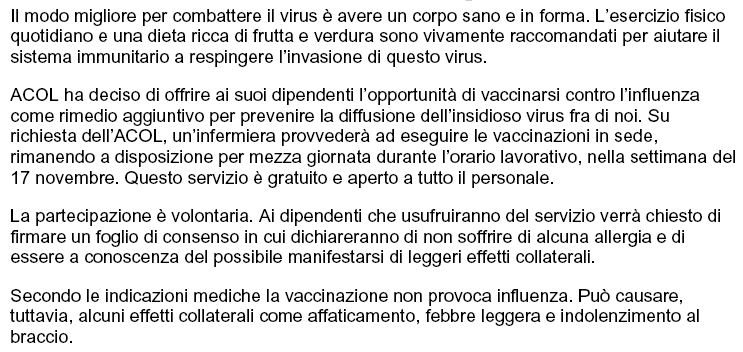 Il modo migliore per combattere il virus è avere un corpo sano e in forma. L'esercizio fisico
quotidiano e una dieta ricca di frutta e verdura sono vivamente raccomandati per aiutare il
sistema immunitario a respingere l'invasione di questo virus.
ACOL ha deciso di offrire ai suoi dipendenti l'opportunità di vaccinarsi contro l'influenza
come rimedio aggiuntivo per prevenire la diffusione dell'insidioso virus fra di noi. Su
richiesta dell'ACOL, un'infermiera provvederà ad eseguire le vaccinazioni in sede,
rimanendo a disposizione per mezza giornata durante l'orario lavorativo, nella settimana del
17 novembre. Questo servizio è gratuito e aperto a tutto il personale.
La partecipazione è volontaria. Ai dipendenti che usufruiranno del servizio verrà chiesto di
firmare un foglio di consenso in cui dichiareranno di non soffrire di alcuna allergia e di
essere a conoscenza del possibile manifestarsi di leggeri effetti collaterali.
Secondo le indicazioni mediche la vaccinazione non provoca influenza. Può causare,
tuttavia, alcuni effetti collaterali come affaticamento, febbre leggera e indolenzimento al
braccio.